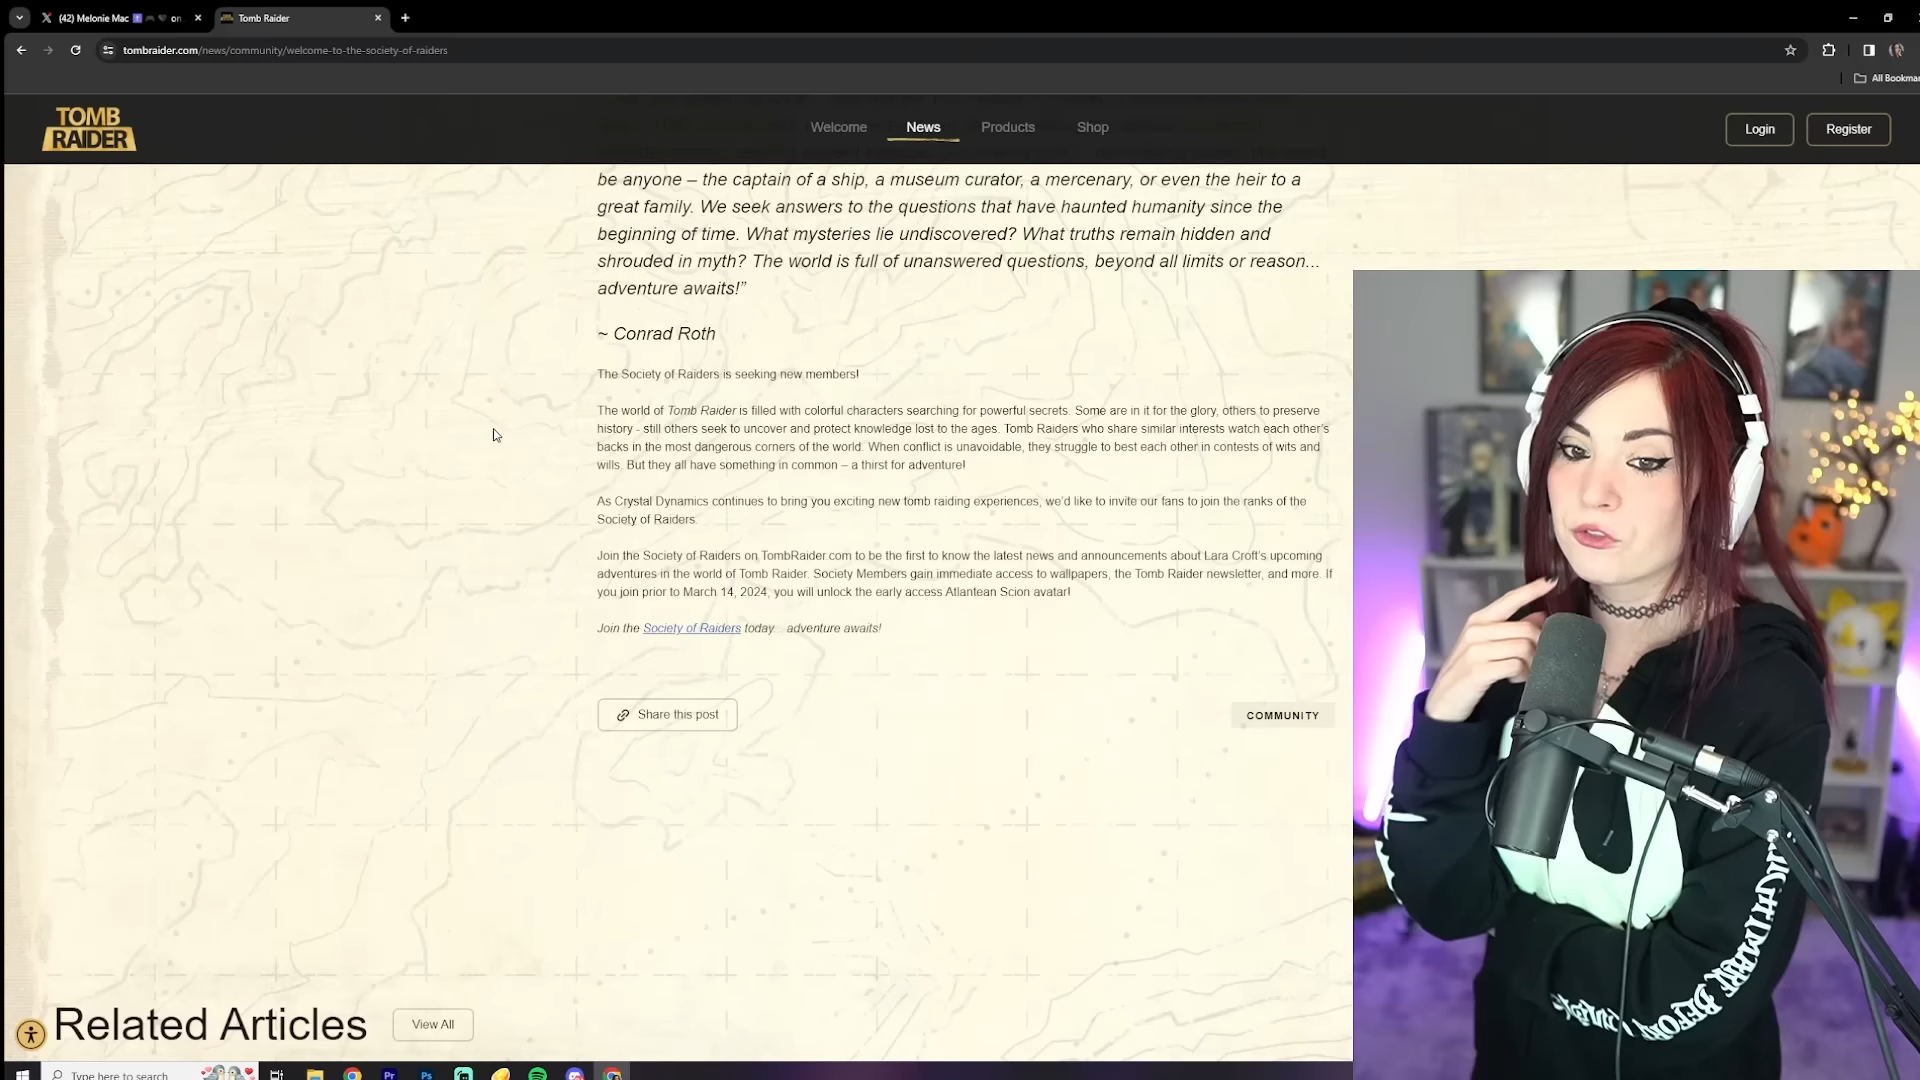 (42) Melonie Mac
on
Tomb Raider
tombraider.com/news/community/welcome-to-the-society-of-raiders
All Bookmar
TOMB
RAIDER
Welcome
News
Products
Shop
Login
Register
be anyone – the captain of a ship, a museum curator, a mercenary, or even the heir to a
great family. We seek answers to the questions that have haunted humanity since the
beginning of time. What mysteries lie undiscovered? What truths remain hidden and
shrouded in myth? The world is full of unanswered questions, beyond all limits or reason...
adventure awaits!”
~ Conrad Roth
The Society of Raiders is seeking new members!
The world of Tomb Raider is filled with colorful characters searching for powerful secrets. Some are in it for the glory, others to preserve
history - still others seek to uncover and protect knowledge lost to the ages. Tomb Raiders who share similar interests watch each other’s
backs in the most dangerous corners of the world. When conflict is unavoidable, they struggle to best each other in contests of wits and
wills. But they all have something in common – a thirst for adventure!
As Crystal Dynamics continues to bring you exciting new tomb raiding experiences, we’d like to invite our fans to join the ranks of the
Society of Raiders.
Join the Society of Raiders on TombRaider.com to be the first to know the latest news and announcements about Lara Croft’s upcoming
adventures in the world of Tomb Raider. Society Members gain immediate access to wallpapers, the Tomb Raider newsletter, and more. If
you join prior to March 14, 2024, you will unlock the early access Atlantean Scion avatar!
Join the Society of Raiders today adventure awaits!
Share this post
COMMUNITY
Related Articles
View All
Type here to search
Pr
Ps
NIGHTMARE BEFORE